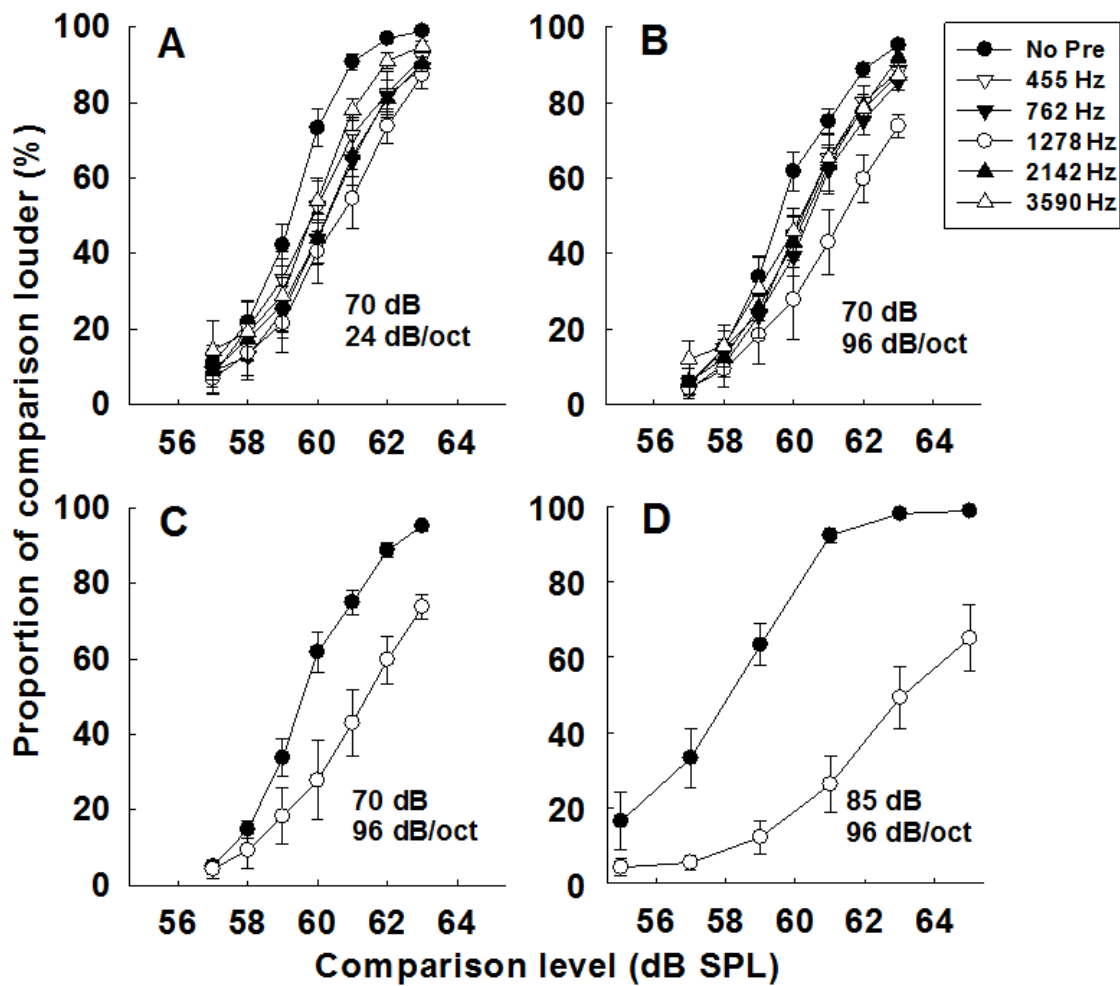 Proportion of comparison louder (%)
A
100
80
60
40
20
0
56 58 60 62 64
70 dB
24 dB/oct
B
100
80
60
40
20
0
56 58 60 62 64
70 dB
96 dB/oct
No Pre
455 Hz
762 Hz
1278 Hz
2142 Hz
3590 Hz
C
100
80
60
40
20
0
56 58 60 62 64
70 dB
96 dB/oct
D
100
80
60
40
20
0
56 58 60 62 64
85 dB
96 dB/oct
Comparison level (dB SPL)